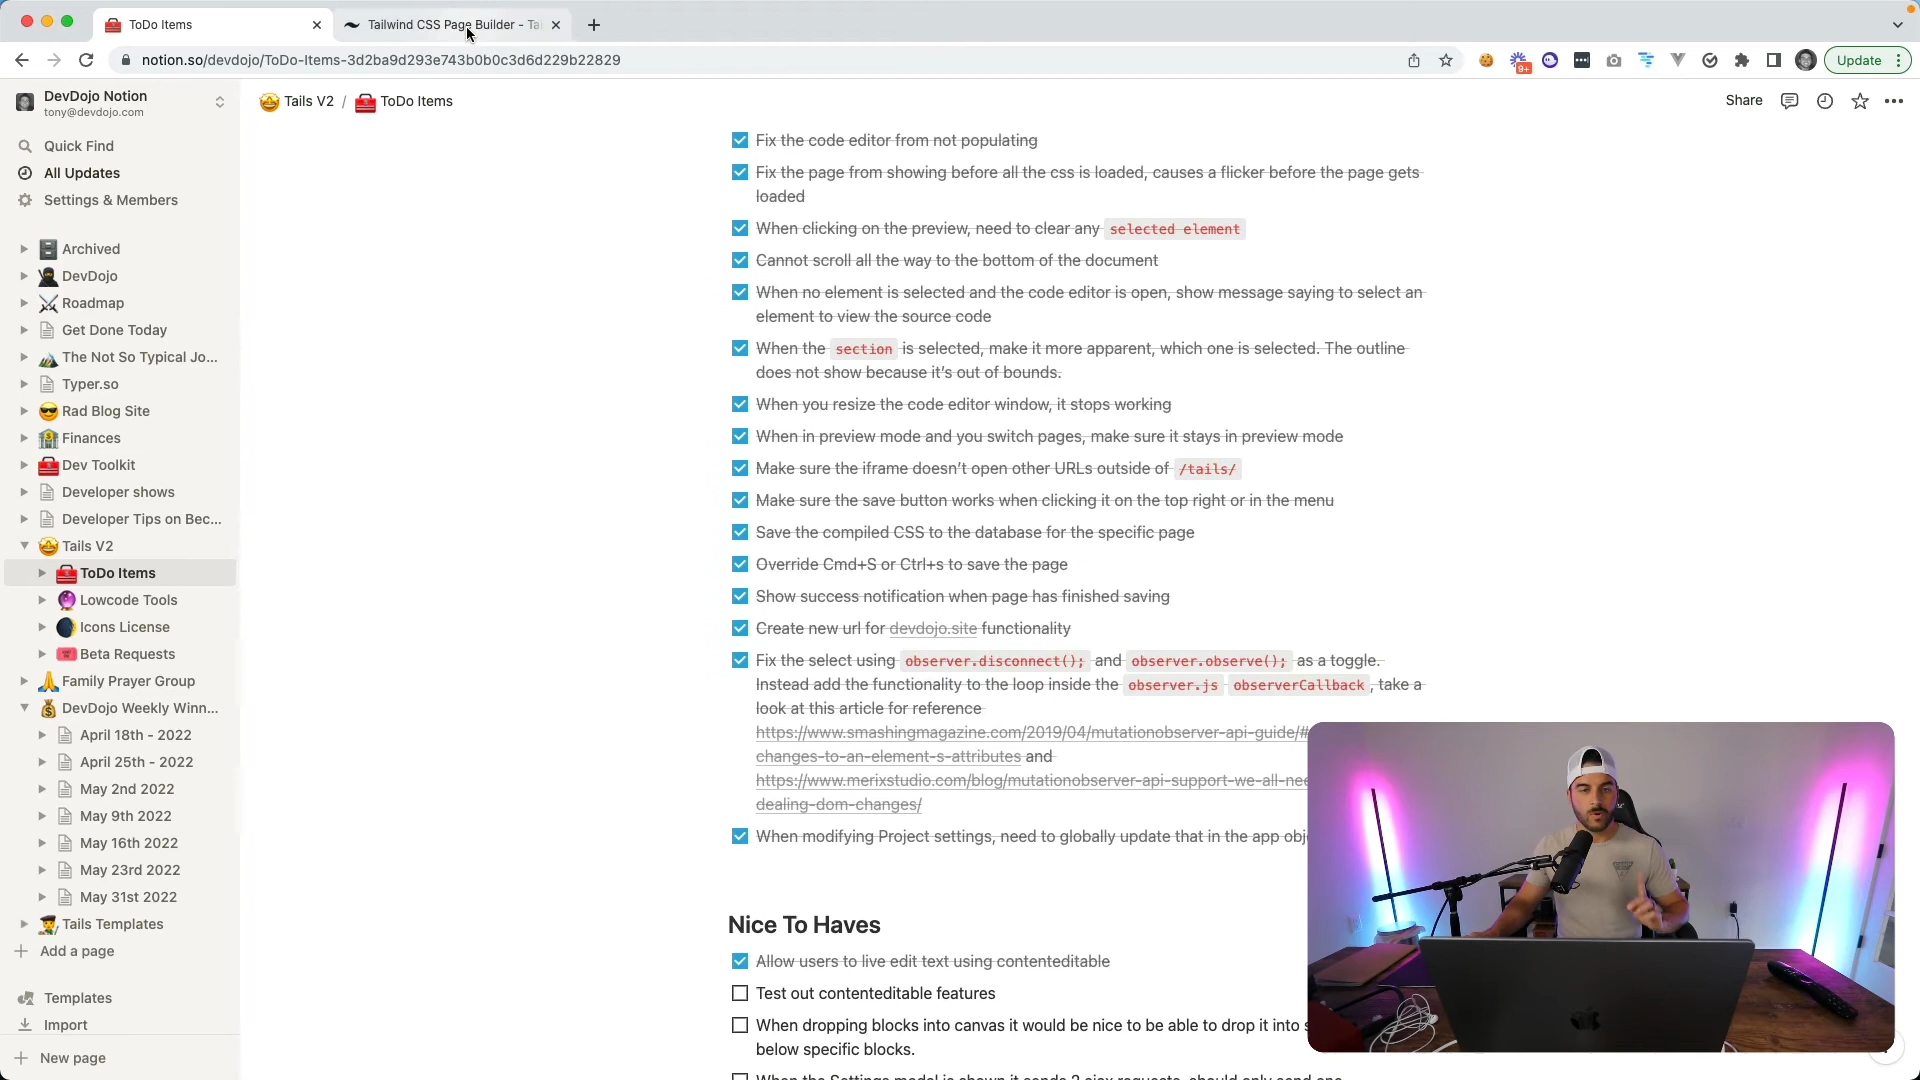 ToDo Items
Tailwind CSS Page Builder - Ta
notion.so/devdojo/ToDo-Items-3d2ba9d293e743b0b0c3d6d229b22829
9+
Update
DevDojo Notion
tony@devdojo.com
Tails V2 / ToDo Items
Share
Quick Find
All Updates
Settings & Members
Archived
DevDojo
Roadmap
Get Done Today
The Not So Typical Jo...
Typer.so
Rad Blog Site
Finances
Dev Toolkit
Developer shows
Developer Tips on Bec...
Tails V2
ToDo Items
Lowcode Tools
Icons License
Beta Requests
Family Prayer Group
DevDojo Weekly Winn...
April 18th - 2022
April 25th - 2022
May 2nd 2022
May 9th 2022
May 16th 2022
May 23rd 2022
May 31st 2022
Tails Templates
Add a page
Templates
Import
New page
Fix the code editor from not populating
Fix the page from showing before all the css is loaded, causes a flicker before the page gets
loaded
When clicking on the preview, need to clear any selected element
Cannot scroll all the way to the bottom of the document
When no element is selected and the code editor is open, show message saying to select an
element to view the source code
When the section is selected, make it more apparent, which one is selected. The outline
does not show because it's out of bounds.
When you resize the code editor window, it stops working
When in preview mode and you switch pages, make sure it stays in preview mode
Make sure the iframe doesn't open other URLs outside of /tails/
Make sure the save button works when clicking it on the top right or in the menu
Save the compiled CSS to the database for the specific page
Override Cmd+S or Ctrl+s to save the page
Show success notification when page has finished saving
Create new url for devdojo.site functionality
Fix the select using observer.disconnect(); and observer.observe(); as a toggle.
Instead add the functionality to the loop inside the observer.js observerCallback, take a
look at this article for reference
https://www.smashingmagazine.com/2019/04/mutationobserver-api-guide/#
changes-to-an-element-s-attributes and
https://www.merixstudio.com/blog/mutationobserver-api-support-we-all-nee
dealing-dom-changes/
When modifying Project settings, need to globally update that in the app obj
Nice To Haves
Allow users to live edit text using contenteditable
Test out contenteditable features
When dropping blocks into canvas it would be nice to be able to drop it into s
below specific blocks.
When the Settings modal is shown it sends 2 ajax requests, should only send one